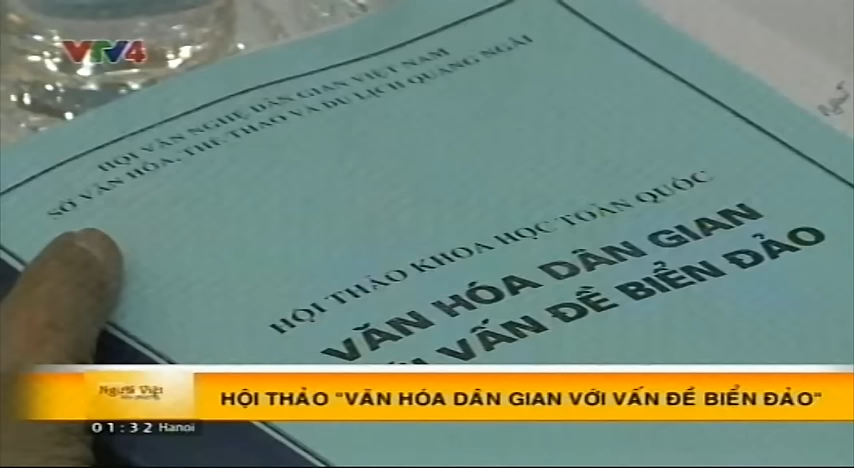 VTV4
HỘI VĂN NGHỆ DÂN GIAN VIỆT NAM
SỞ VĂN HÓA, THỂ THAO VÀ DU LỊCH QUẢNG NGÃI
HỘI THẢO KHOA HỌC TOÀN QUỐC
VĂN HÓA DÂN GIAN
VẤN ĐỀ BIỂN ĐẢO
Người Việt
HỘI THẢO "VĂN HÓA DÂN GIAN VỚI VẤN ĐỀ BIỂN ĐẢO"
01:32 Hanoi